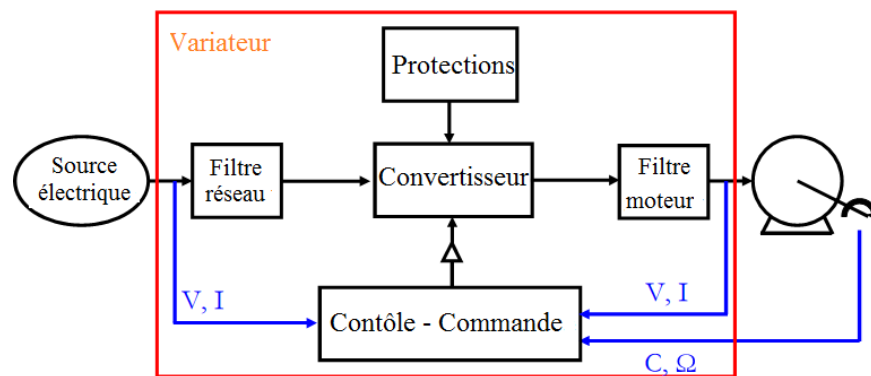 Variateur
Protections
Source
électrique
Filtre
réseau
Convertisseur
Filtre
moteur
V, I
V, I
Contôle - Commande
C, Ω